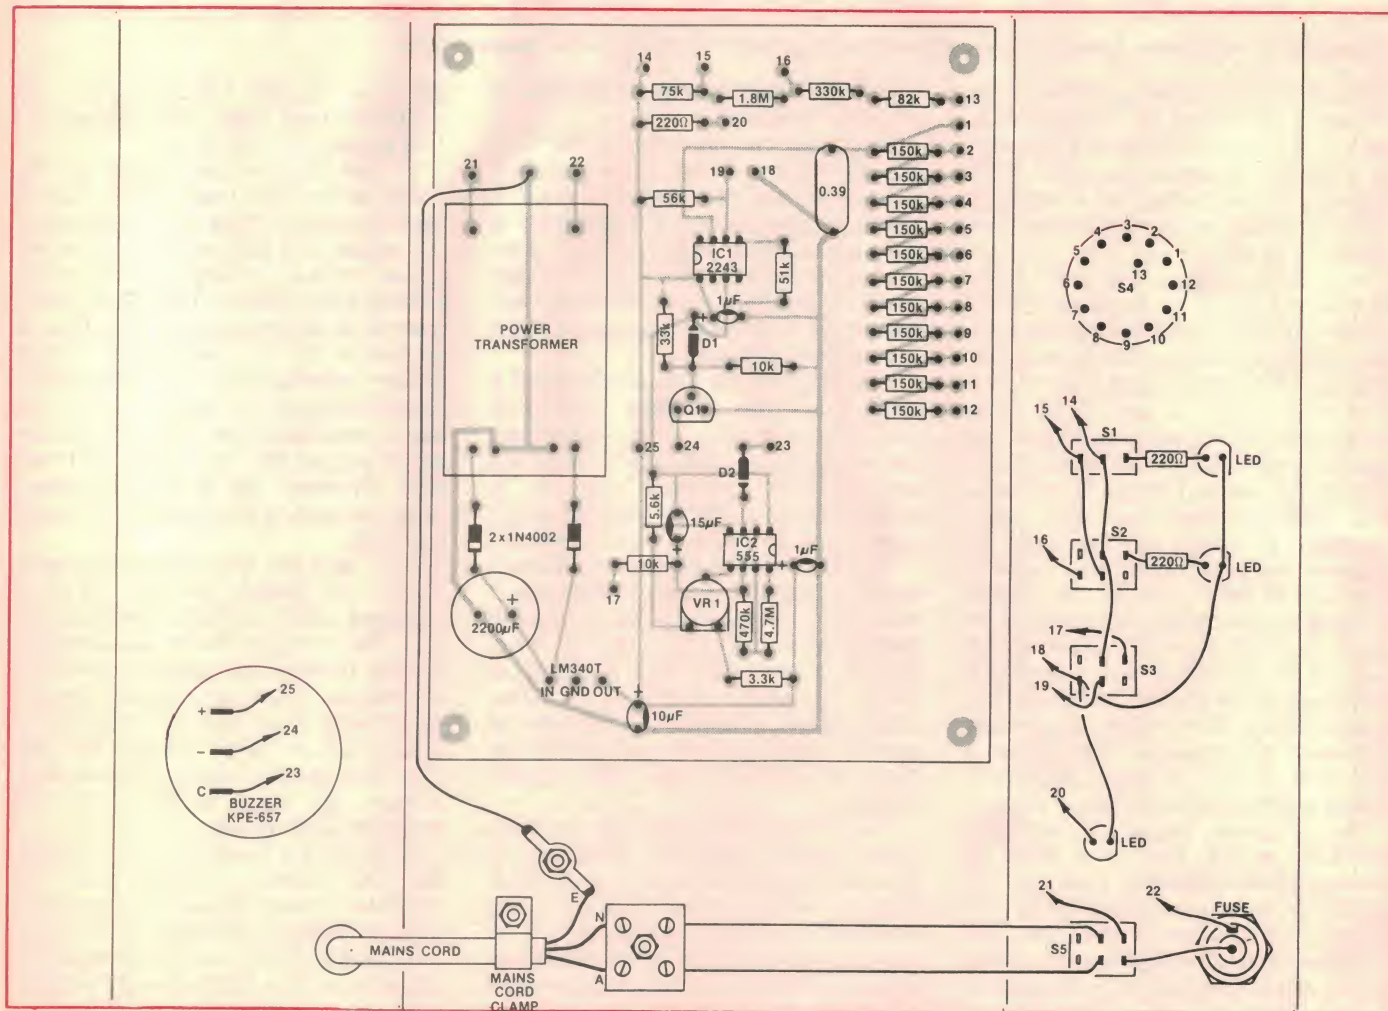 14
15
16
75k
1.8M
330k
82k
13
220Ω
20
1
150k
2
21
22
19
18
0.39
150k
3
56k
150k
4
150k
5
IC1
2243
51k
150k
6
150k
7
1µF
+
150k
8
POWER
TRANSFORMER
33k
D1
150k
9
10k
150k
10
150k
11
Q1
150k
12
25
24
23
D2
5.6k
15µF
+
2x1N4002
IC2
555
1µF
+
10k
17
VR1
470k
4.7M
+
2200µF
LM340T
IN GND OUT
3.3k
+
10µF
3
4
2
5
1
13
6
S4
12
7
11
8
10
9
15
14
S1
220Ω
LED
16
S2
220Ω
LED
17
18
S3
19
20
LED
+
25
-
24
C
23
BUZZER
KPE-657
E
N
A
MAINS CORD
MAINS
CORD
CLAMP
21
22
FUSE
S5